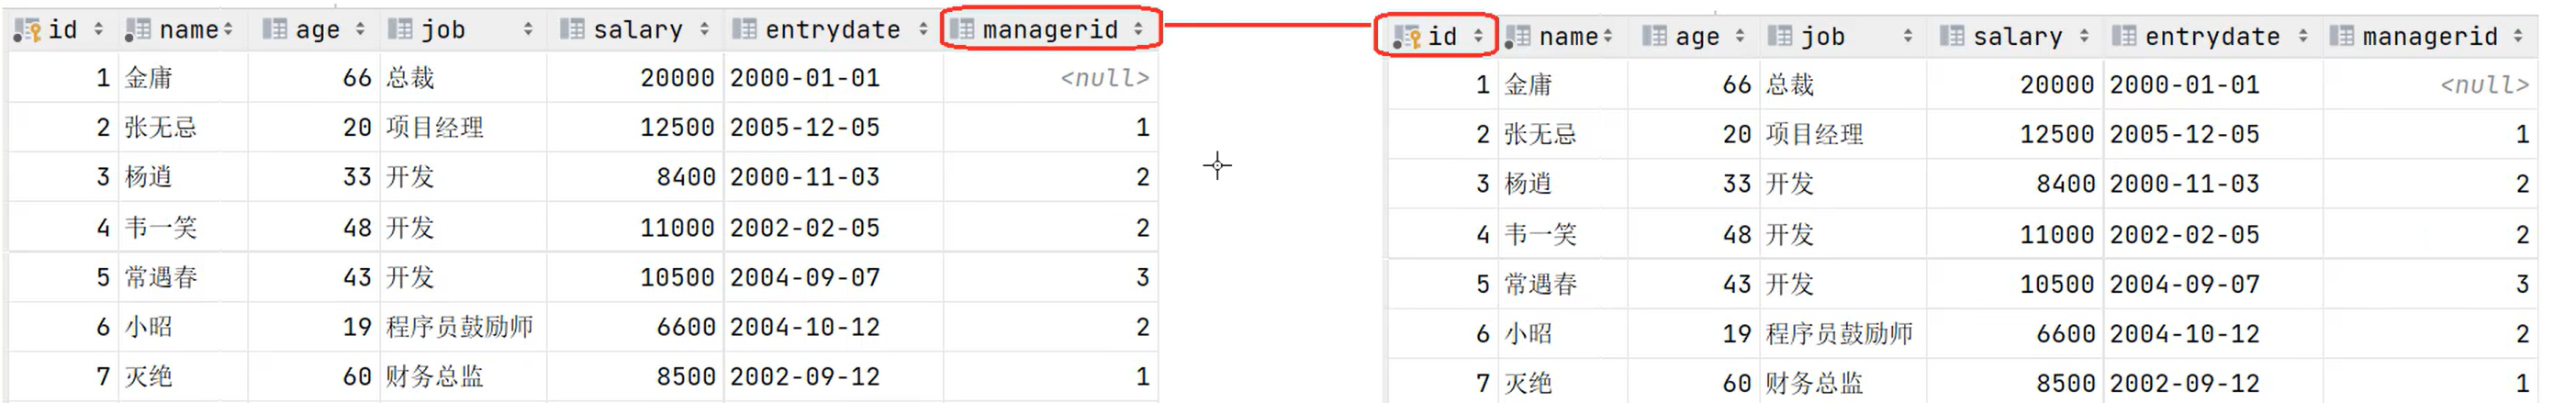 id name age job salary entrydate managerid
1 金庸 66 总裁 20000 2000-01-01 <null>
2 张无忌 20 项目经理 12500 2005-12-05 1
3 杨逍 33 开发 8400 2000-11-03 2
4 韦一笑 48 开发 11000 2002-02-05 2
5 常遇春 43 开发 10500 2004-09-07 3
6 小昭 19 程序员鼓励师 6600 2004-10-12 2
7 灭绝 60 财务总监 8500 2002-09-12 1
id name age job salary entrydate managerid
1 金庸 66 总裁 20000 2000-01-01 <null>
2 张无忌 20 项目经理 12500 2005-12-05 1
3 杨逍 33 开发 8400 2000-11-03 2
4 韦一笑 48 开发 11000 2002-02-05 2
5 常遇春 43 开发 10500 2004-09-07 3
6 小昭 19 程序员鼓励师 6600 2004-10-12 2
7 灭绝 60 财务总监 8500 2002-09-12 1